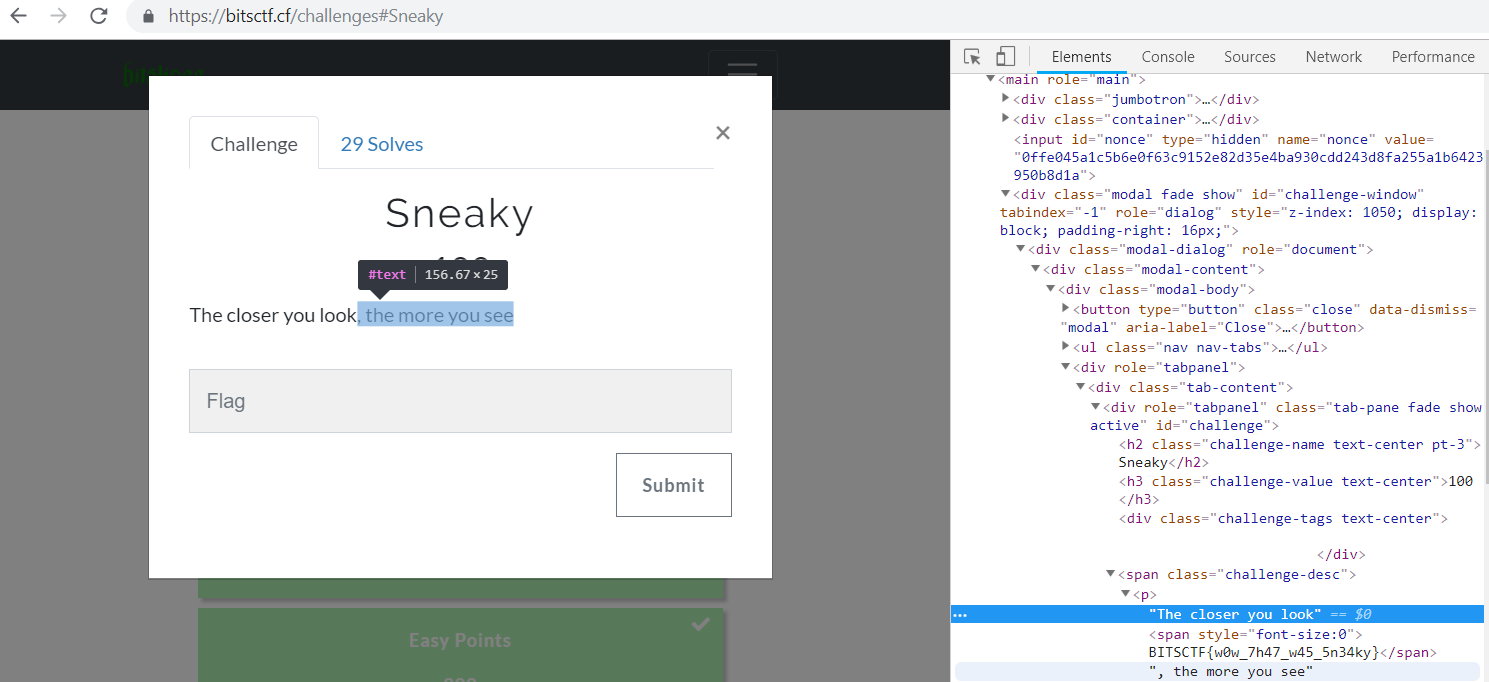 https://bitsctf.cf/challenges#Sneaky
Challenge
29 Solves
×
Sneaky
#text 156.67×25
The closer you look, the more you see
Flag
Submit
Easy Points
Elements Console Sources Network Performance
▼<main role="main">
▶<div class="jumbotron">…</div>
▶<div class="container">…</div>
<input id="nonce" type="hidden" name="nonce" value=
"0ffe045a1c5b6e0f63c9152e82d35e4ba930cdd243d8fa255a1b6423
950b8d1a">
▼<div class="modal fade show" id="challenge-window"
tabindex="-1" role="dialog" style="z-index: 1050; display:
block; padding-right: 16px;">
▼<div class="modal-dialog" role="document">
▼<div class="modal-content">
▼<div class="modal-body">
▶<button type="button" class="close" data-dismiss=
"modal" aria-label="Close">…</button>
▶<ul class="nav nav-tabs">…</ul>
▼<div role="tabpanel">
▼<div class="tab-content">
▼<div role="tabpanel" class="tab-pane fade show
active" id="challenge">
<h2 class="challenge-name text-center pt-3">
Sneaky</h2>
<h3 class="challenge-value text-center">100
</h3>
<div class="challenge-tags text-center">
</div>
▼<span class="challenge-desc">
▼<p>
… "The closer you look" == $0
<span style="font-size:0">
BITSCTF{w0w_7h47_w45_5n34ky}</span>
", the more you see"